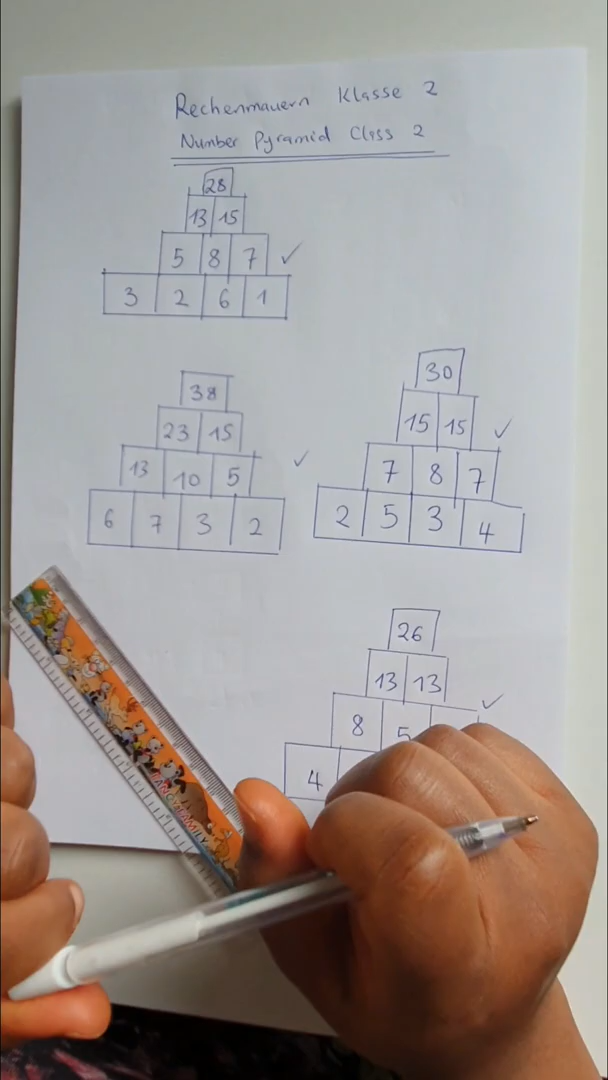 Rechenmauern Klasse 2
Number Pyramid Class 2
28
13 15
5 8 7 ✓
3 2 6 1
38
23 15
13 10 5 ✓
6 7 3 2
30
15 15 ✓
7 8 7
2 5 3 4
26
13 13 ✓
8 5
4